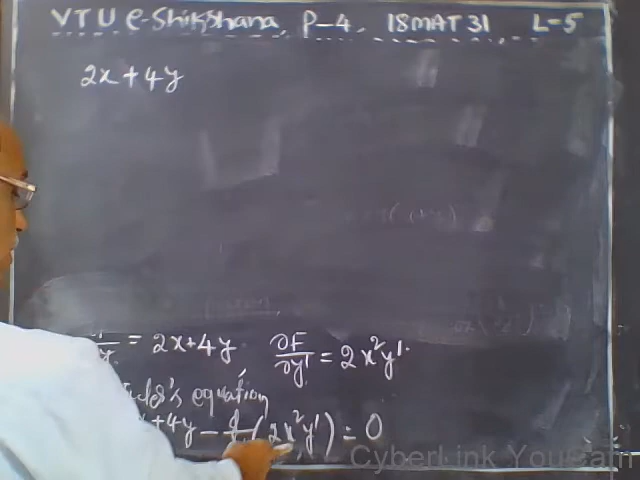 VTU e-Shikshana, P-4, 18MAT31 L-5
2x+4y
= 2x+4y ∂F/∂y' = 2x²y'.
equation
+4y - (2x²y') = 0
CyberLink YouCam